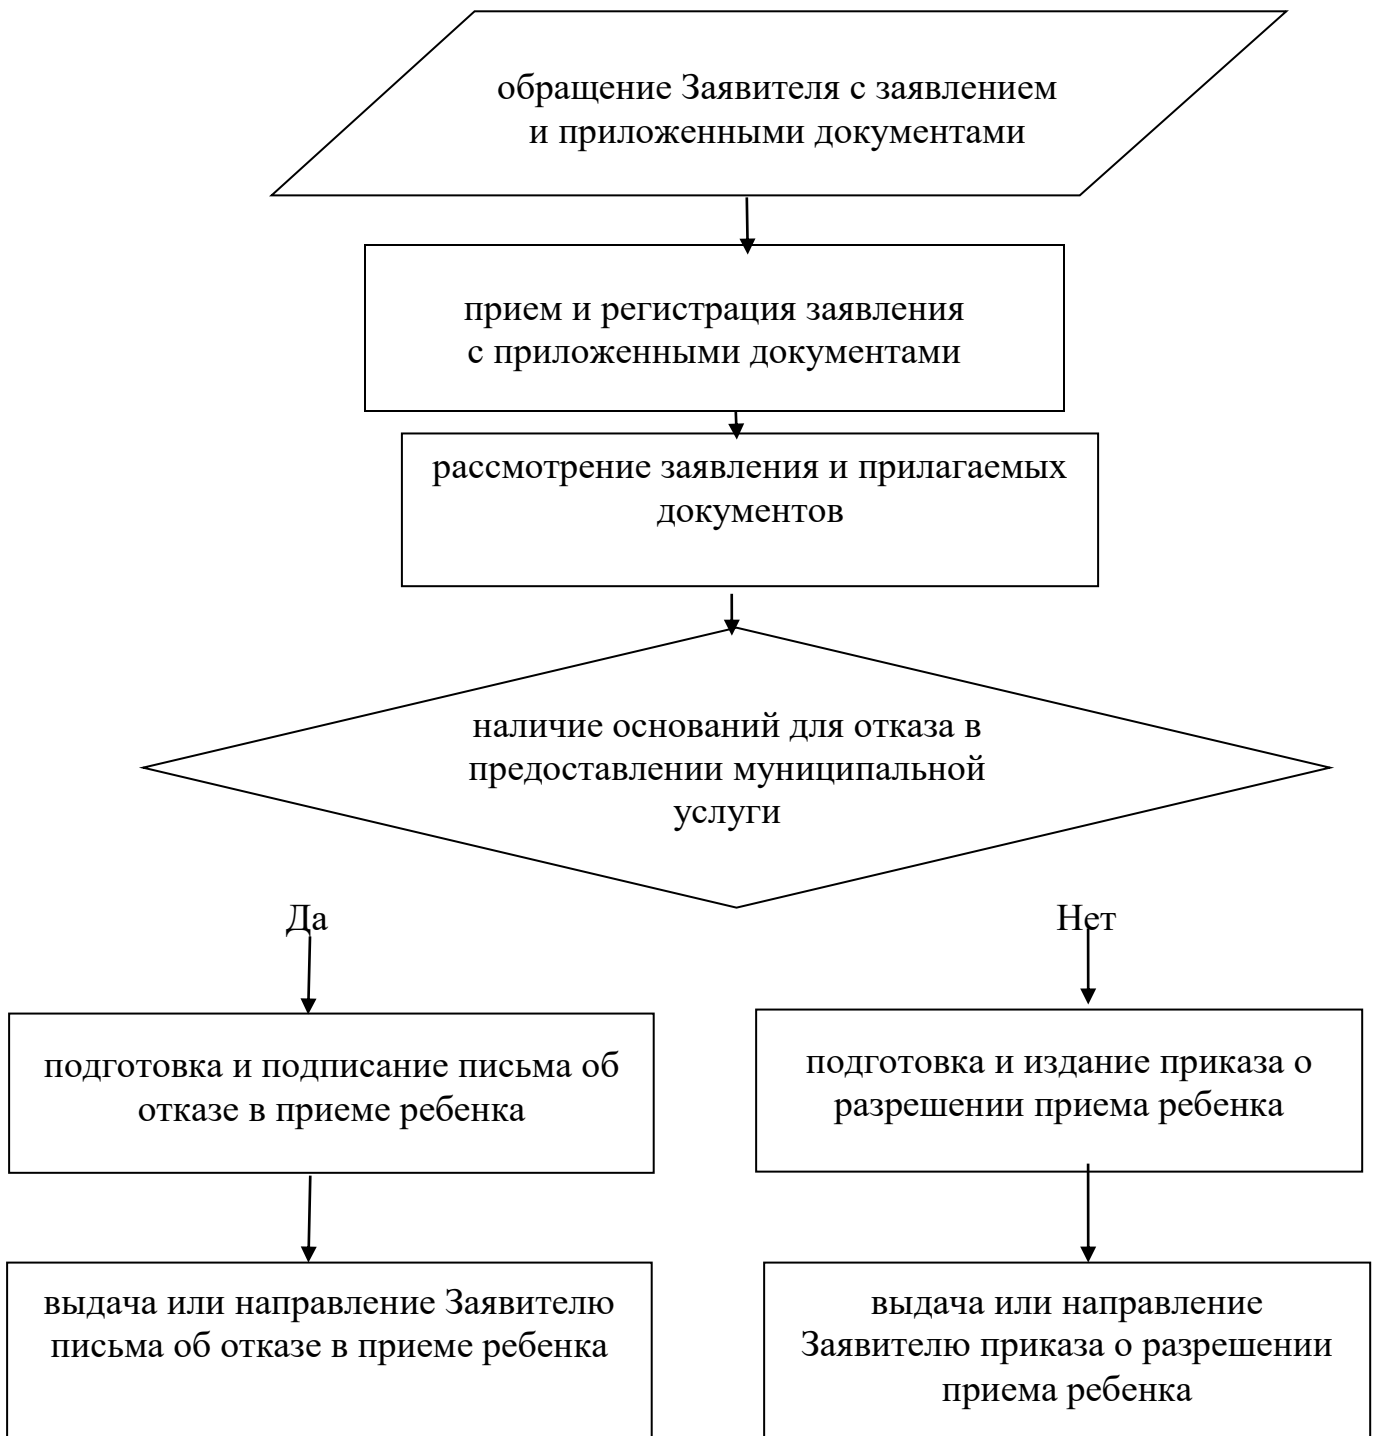 обращение Заявителя с заявлением
и приложенными документами
прием и регистрация заявления
с приложенными документами
рассмотрение заявления и прилагаемых
документов
наличие оснований для отказа в
предоставлении муниципальной
услуги
Да
Нет
подготовка и подписание письма об
отказе в приеме ребенка
подготовка и издание приказа о
разрешении приема ребенка
выдача или направление Заявителю
письма об отказе в приеме ребенка
выдача или направление
Заявителю приказа о разрешении
приема ребенка